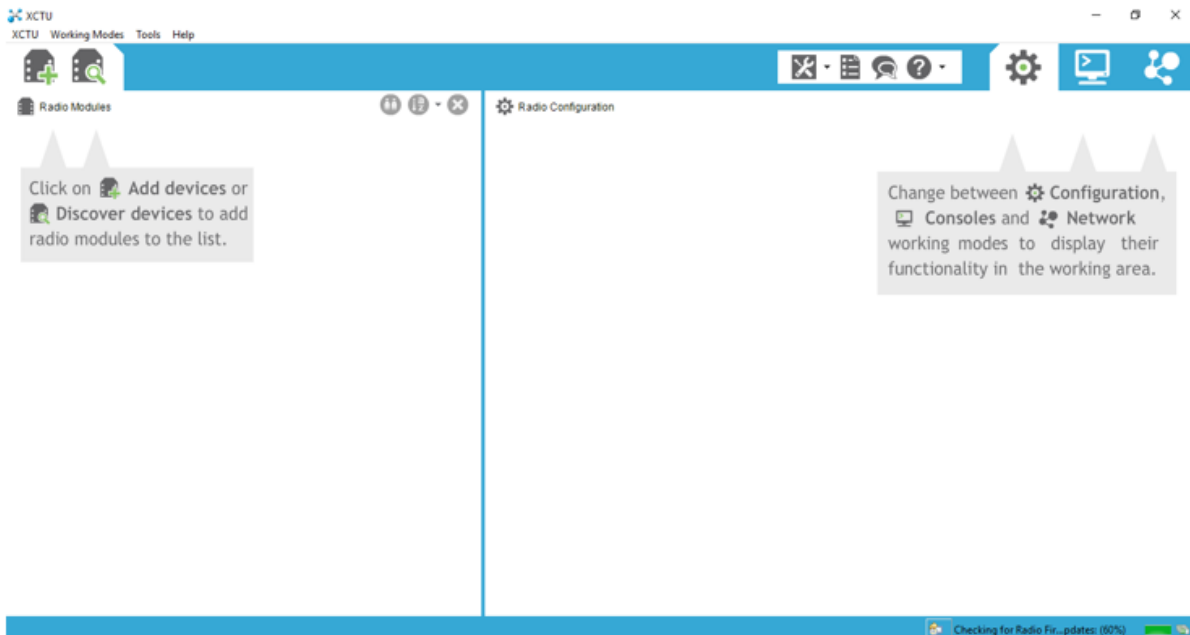 XCTU
XCTU Working Modes Tools Help
Radio Modules
Radio Configuration
Click on Add devices or
Discover devices to add
radio modules to the list.
Change between Configuration,
Consoles and Network
working modes to display their
functionality in the working area.
Checking for Radio Fir...pdates: (60%)